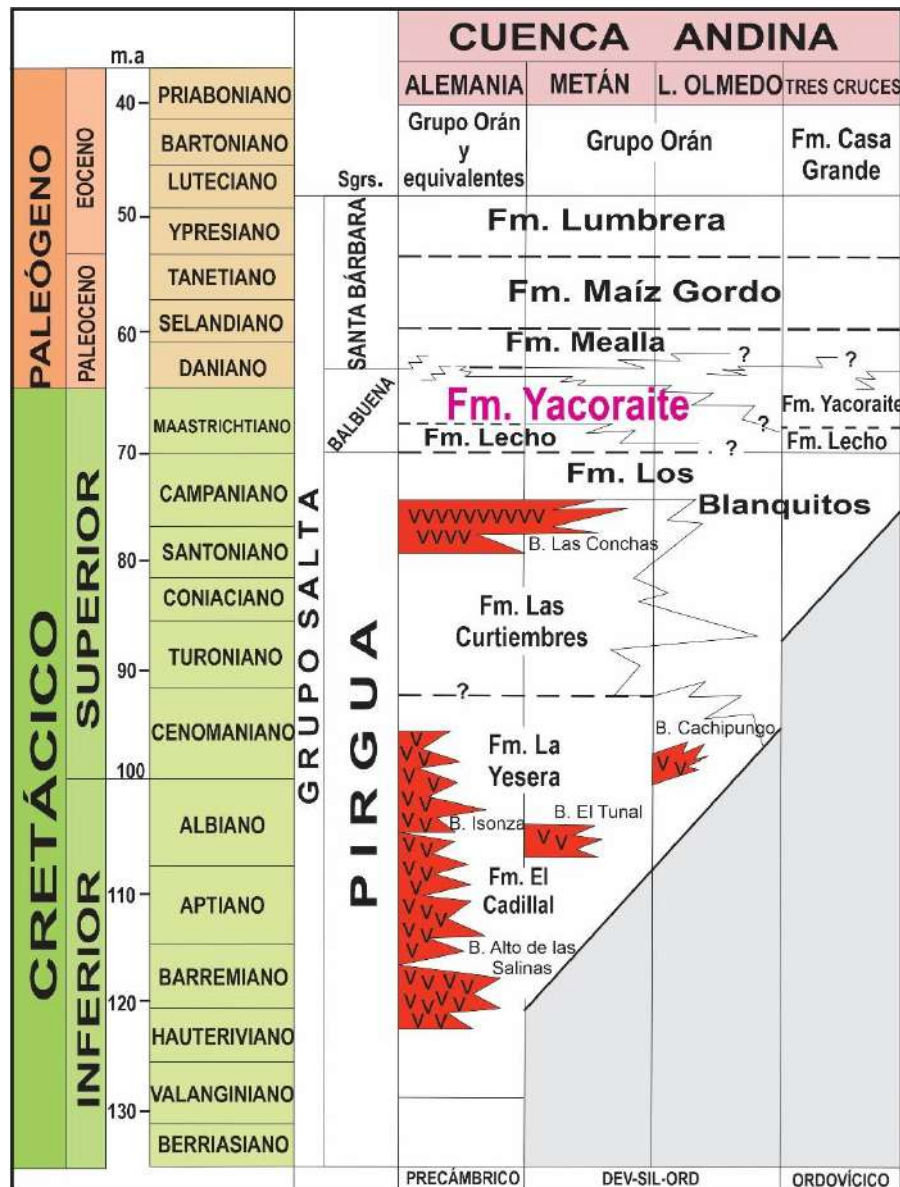 CUENCA ANDINA
m.a
ALEMANIA METÁN L. OLMEDO TRES CRUCES
PALEÓGENO
EOCENO
PALEOCENO
CRETÁCICO
SUPERIOR
INFERIOR
40
50
60
70
80
90
100
110
120
130
PRIABONIANO
BARTONIANO
LUTECIANO
YPRESIANO
TANETIANO
SELANDIANO
DANIANO
MAASTRICHTIANO
CAMPANIANO
SANTONIANO
CONIACIANO
TURONIANO
CENOMANIANO
ALBIANO
APTIANO
BARREMIANO
HAUTERIVIANO
VALANGINIANO
BERRIASIANO
GRUPO SALTA
Sgrs.
SANTA BÁRBARA
BALBUENA
PIRGUA
Grupo Orán
y
equivalentes
Grupo Orán
Fm. Casa
Grande
Fm. Lumbrera
Fm. Maíz Gordo
Fm. Mealla
? ?
Fm. Yacoraite
Fm. Yacoraite
?
Fm. Lecho
Fm. Lecho
?
Fm. Los
Blanquitos
VVVVVVVVVV
VVVV
B. Las Conchas
Fm. Las
Curtiembres
?
B. Cachipungo
V V
Fm. La
Yesera
B. Isonza
B. El Tunal
V V
Fm. El
Cadillal
B. Alto de las
Salinas
PRECÁMBRICO DEV-SIL-ORD ORDOVÍCICO